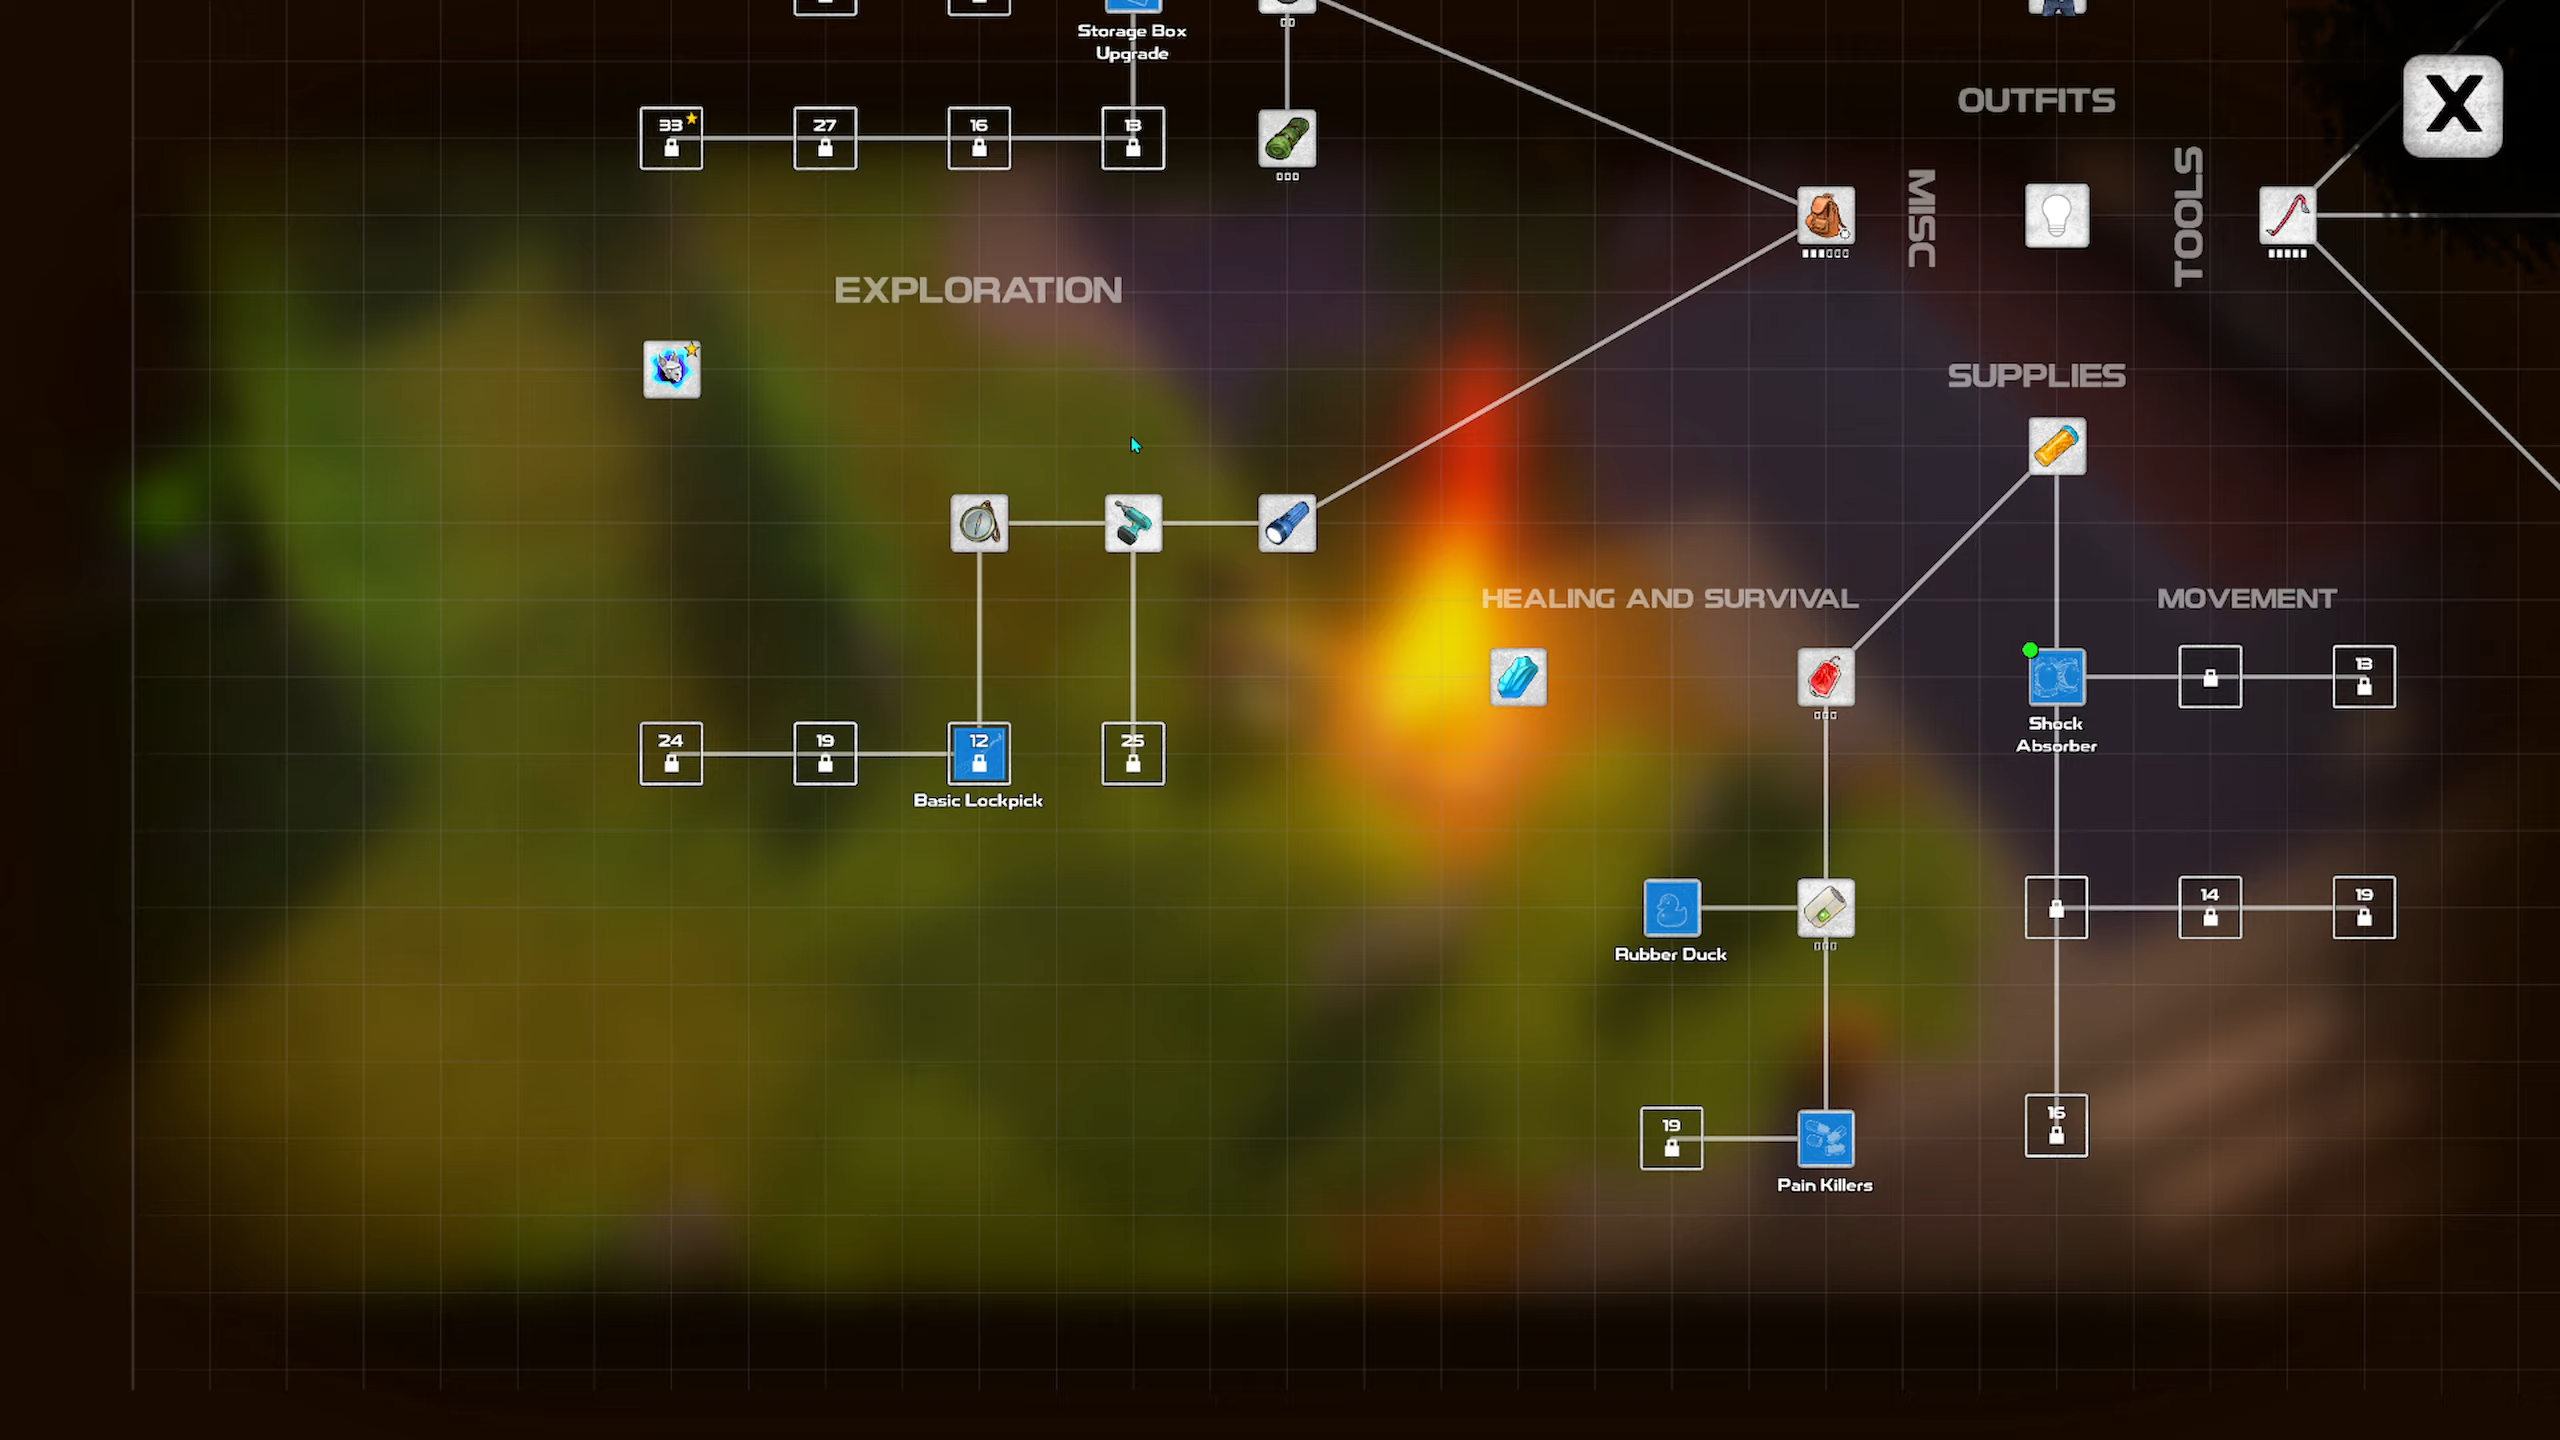 Storage Box
Upgrade
33
27
16
13
OUTFITS
X
MISC
TOOLS
EXPLORATION
SUPPLIES
HEALING AND SURVIVAL
MOVEMENT
13
Shock
Absorber
24
19
12
25
Basic Lockpick
14
19
Rubber Duck
19
16
Pain Killers